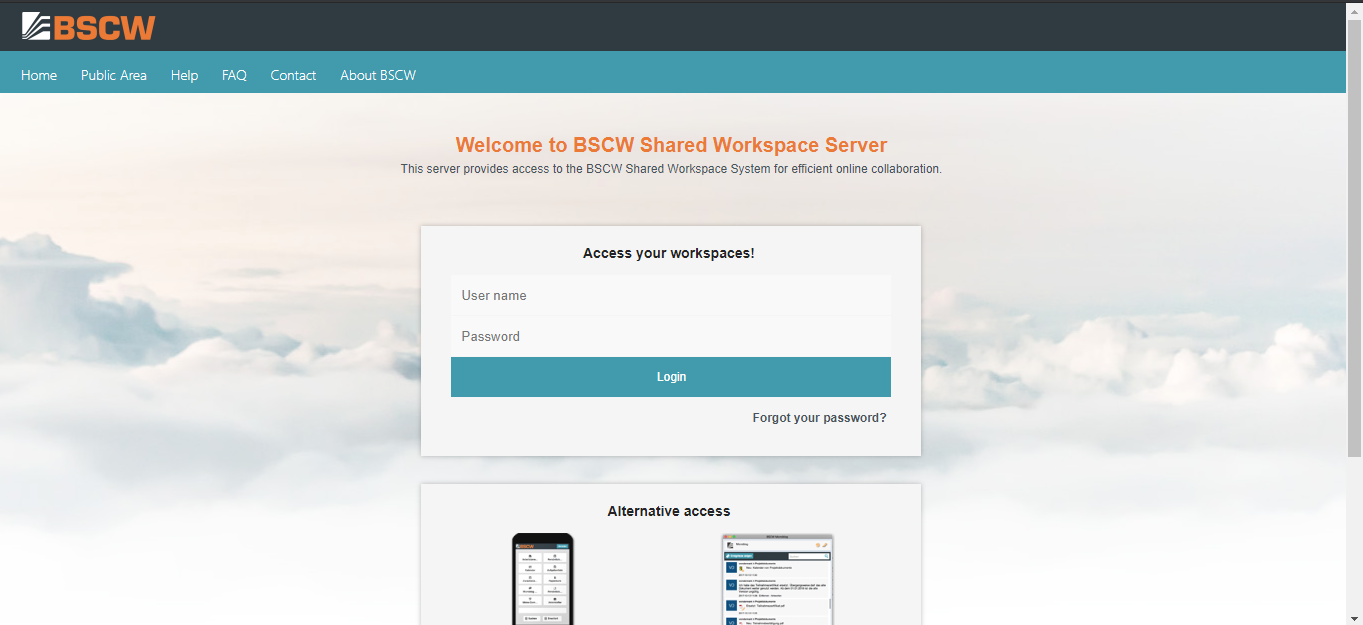 BSCW
Home Public Area Help FAQ Contact About BSCW
Welcome to BSCW Shared Workspace Server
This server provides access to the BSCW Shared Workspace System for efficient online collaboration.
Access your workspaces!
User name
Password
Login
Forgot your password?
Alternative access